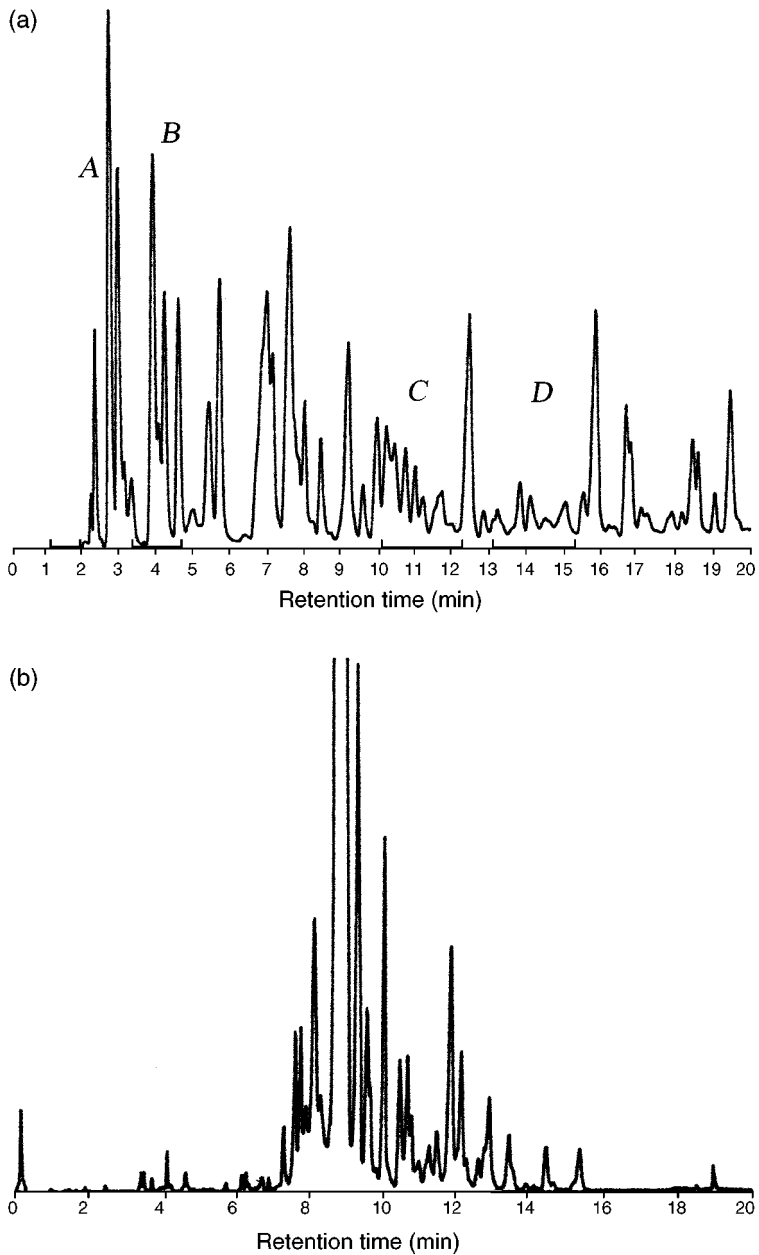 (a)
A
B
C
D
0 1 2 3 4 5 6 7 8 9 10 11 12 13 14 15 16 17 18 19 20
Retention time (min)
(b)
0 2 4 6 8 10 12 14 16 18 20
Retention time (min)